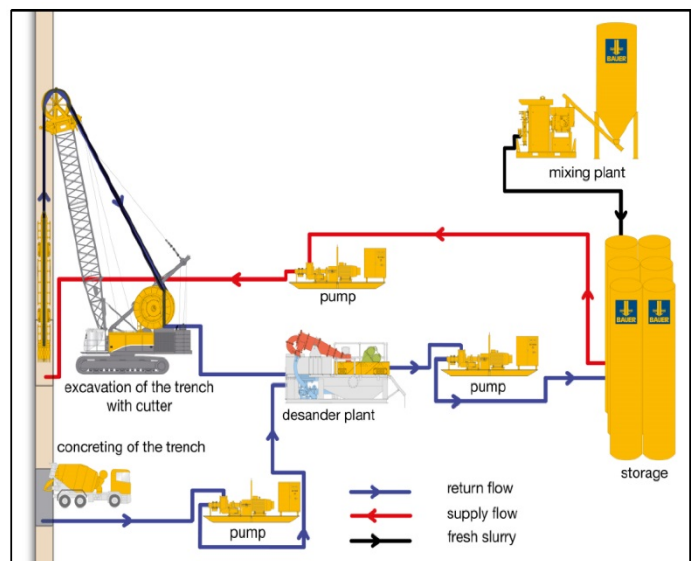 BAUER
mixing plant
pump
BAUER
BAUER
excavation of the trench
with cutter
desander plant
pump
concreting of the trench
storage
return flow
supply flow
pump
fresh slurry